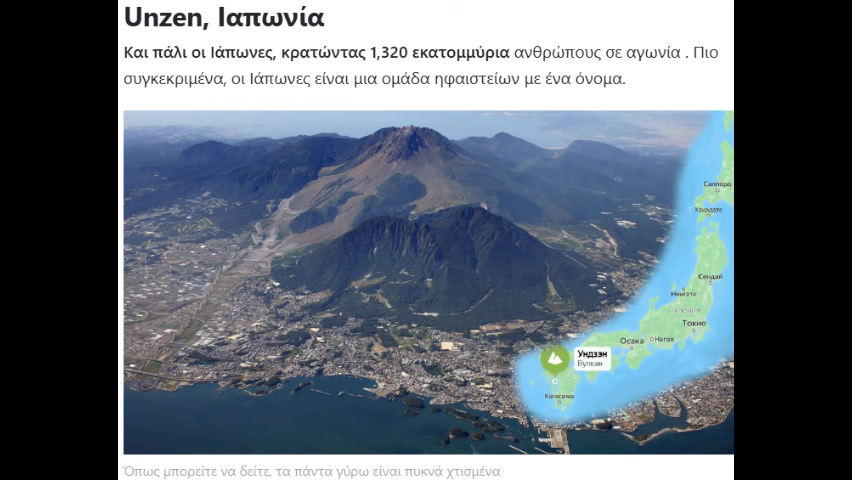 Unzen, Ιαπωνία
Και πάλι οι Ιάπωνες, κρατώντας 1,320 εκατομμύρια ανθρώπους σε αγωνία . Πιο
συγκεκριμένα, οι Ιάπωνες είναι μια ομάδα ηφαιστείων με ένα όνομα.
Саппоро
Хакодате
Сендай
Ниигата
ЯПОНИЯ
Токио
Осака
Нагоя
Ундзэн
Вулкан
Кагосима
Όπως μπορείτε να δείτε, τα πάντα γύρω είναι πυκνά χτισμένα